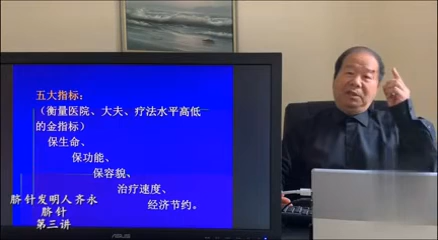 五大指标：
（衡量医院、大夫、疗法水平高低
的金指标）
保生命、
保功能、
保容貌、
治疗速度、
经济节约。
脐针发明人齐永
脐针
第三讲
ASUS